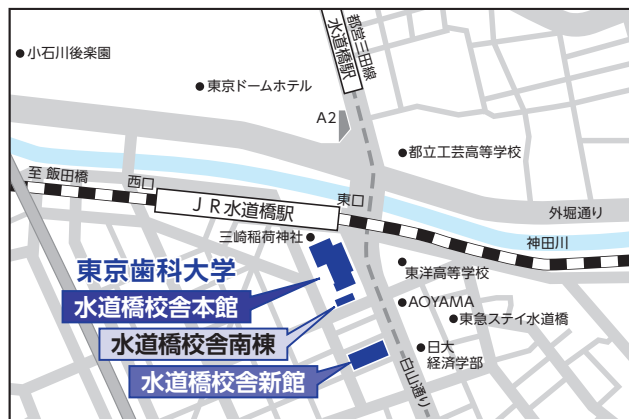 小石川後楽園
東京ドームホテル
都営三田線
水道橋駅
A2
都立工芸高等学校
至 飯田橋
西口
JR水道橋駅
東口
外堀通り
神田川
三崎稲荷神社
東京歯科大学
水道橋校舎本館
水道橋校舎南棟
水道橋校舎新館
東洋高等学校
AOYAMA
東急ステイ水道橋
日大
経済学部
白山通り